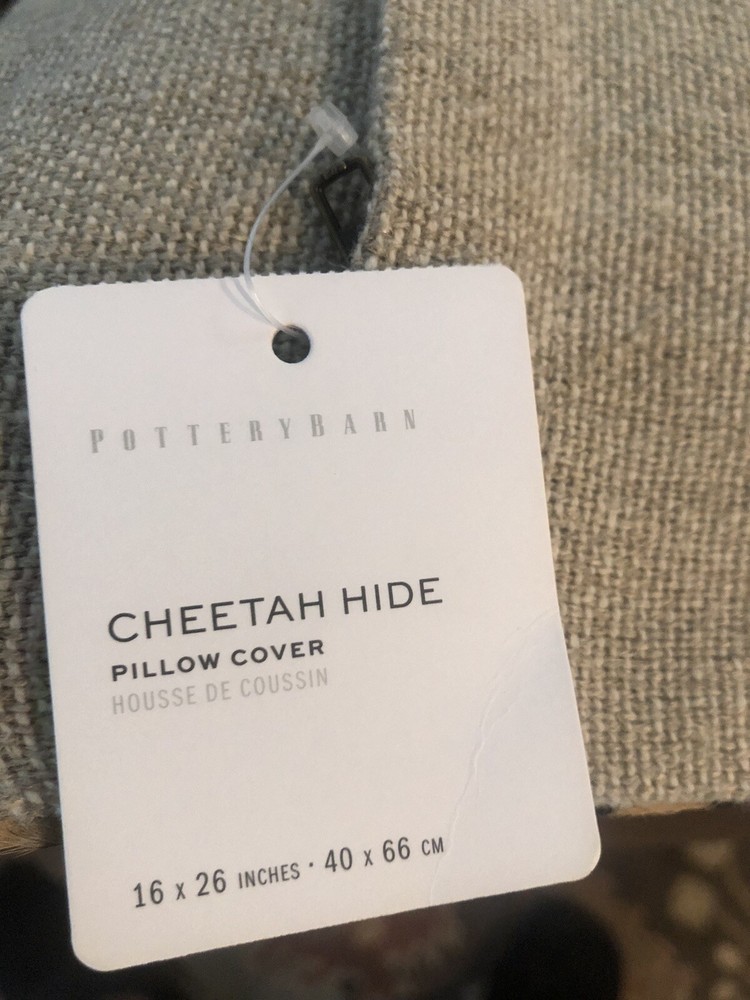 POTTERYBARN
CHEETAH HIDE
PILLOW COVER
HOUSSE DE COUSSIN
16 x 26 INCHES · 40 x 66 CM